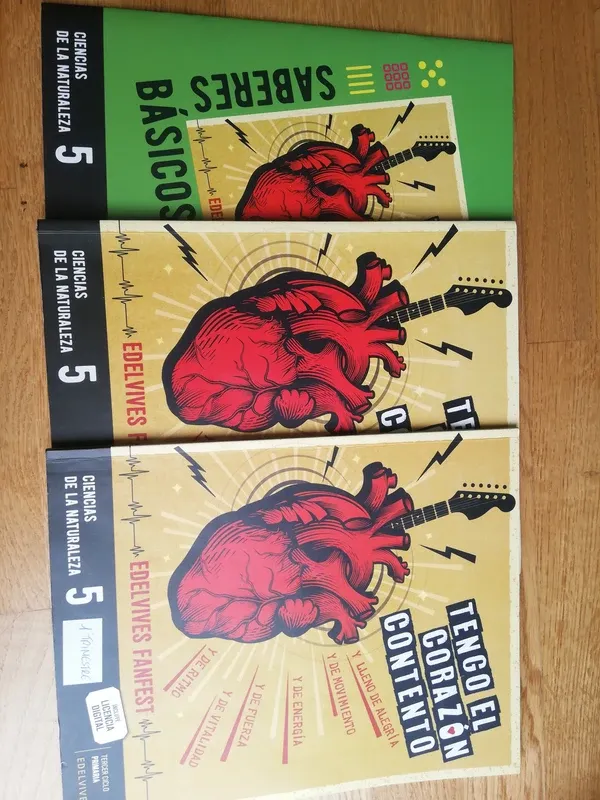 CIENCIAS
DE LA NATURALEZA
5
SABERES
BÁSICOS
CIENCIAS
DE LA NATURALEZA
5
EDELVIVES
CIENCIAS
DE LA NATURALEZA
5
1º TRIMESTRE
INCLUYE
LICENCIA
DIGITAL
TERCER CICLO
PRIMARIA
EDELVIVES FANFEST
TENGO EL
CORAZÓN
CONTENTO
Y LLENO DE ALEGRÍA
Y DE MOVIMIENTO
Y DE ENERGÍA
Y DE FUERZA
Y DE VITALIDAD
Y DE RITMO